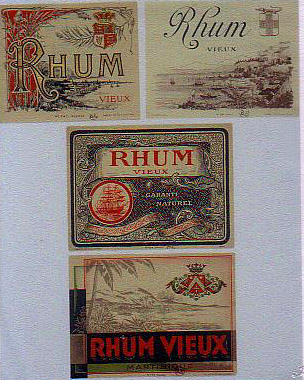 RHUM
VIEUX
Rhum
VIEUX
RHUM
VIEUX
GARANTI
NATUREL
RHUM VIEUX
MARTINIQUE